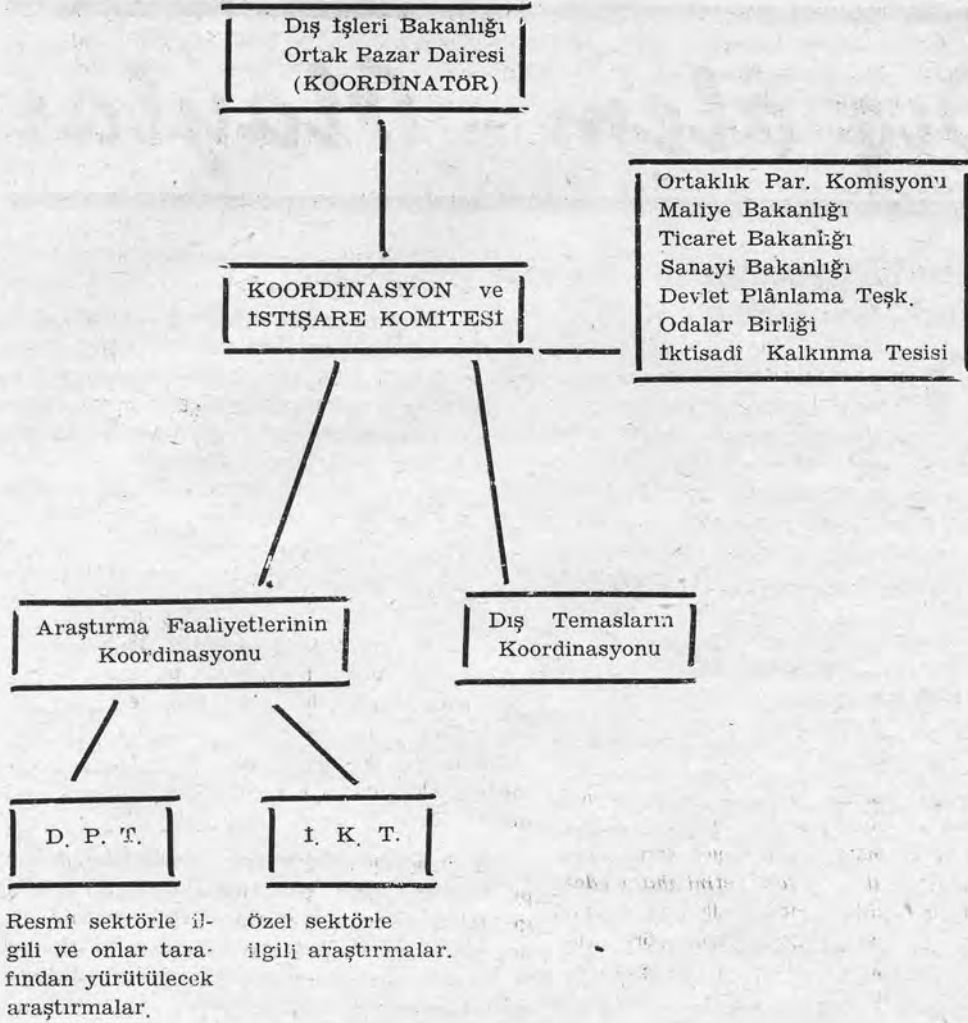 Dış İşleri Bakanlığı
Ortak Pazar Dairesi
(KOORDİNATÖR)
Ortaklık Par. Komisyonu
Maliye Bakanlığı
Ticaret Bakanlığı
Sanayi Bakanlığı
Devlet Plânlama Teşk.
Odalar Birliği
İktisadî Kalkınma Tesisi
KOORDİNASYON ve
İSTİŞARE KOMİTESİ
Araştırma Faaliyetlerinin
Koordinasyonu
Dış Temasların
Koordinasyonu
D. P. T.
İ. K. T.
Resmî sektörle il-
gili ve onlar tara-
fından yürütülecek
araştırmalar.
Özel sektörle
ilgili araştırmalar.